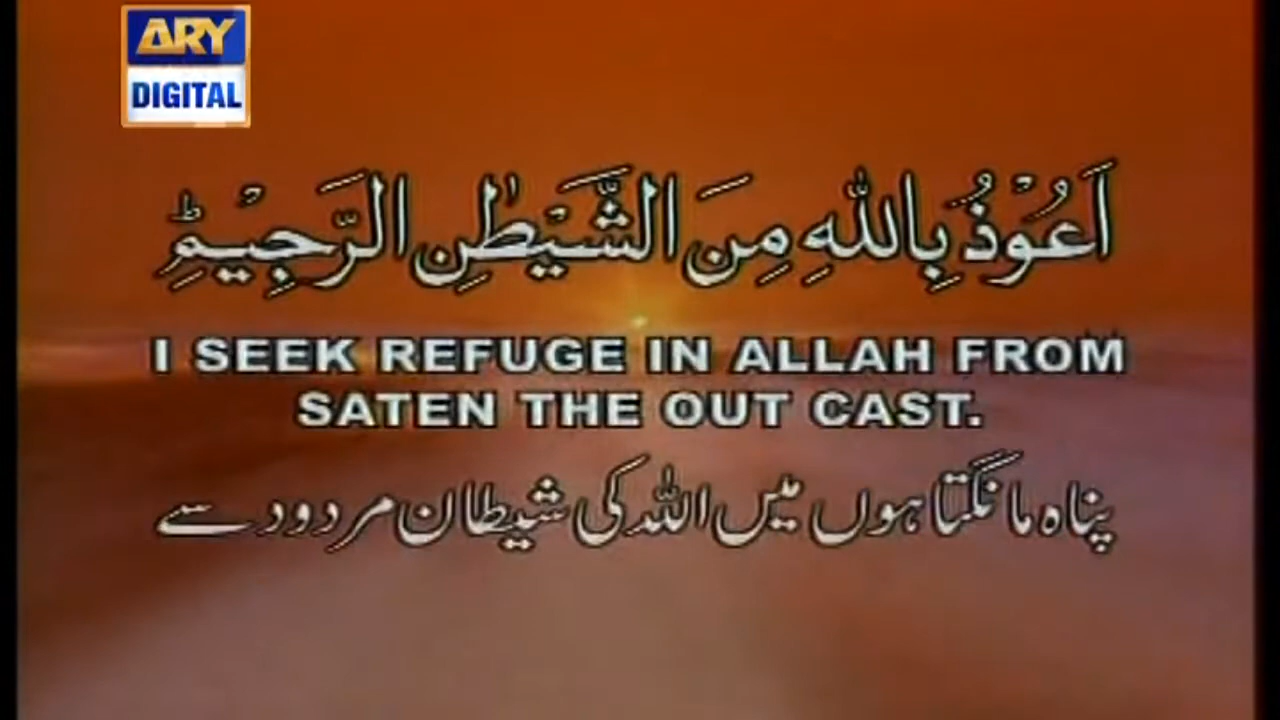 ARY
DIGITAL
اَعُوْذُ بِاللّٰهِ مِنَ الشَّيْطٰنِ الرَّجِيْمِؕ
I SEEK REFUGE IN ALLAH FROM
SATEN THE OUT CAST.
پناہ مانگتا ہوں میں اللہ کی شیطان مردود سے